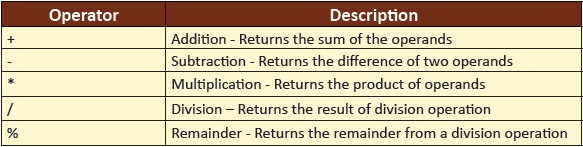 Operator Description
+ Addition - Returns the sum of the operands
- Subtraction - Returns the difference of two operands
* Multiplication - Returns the product of operands
/ Division – Returns the result of division operation
% Remainder - Returns the remainder from a division operation